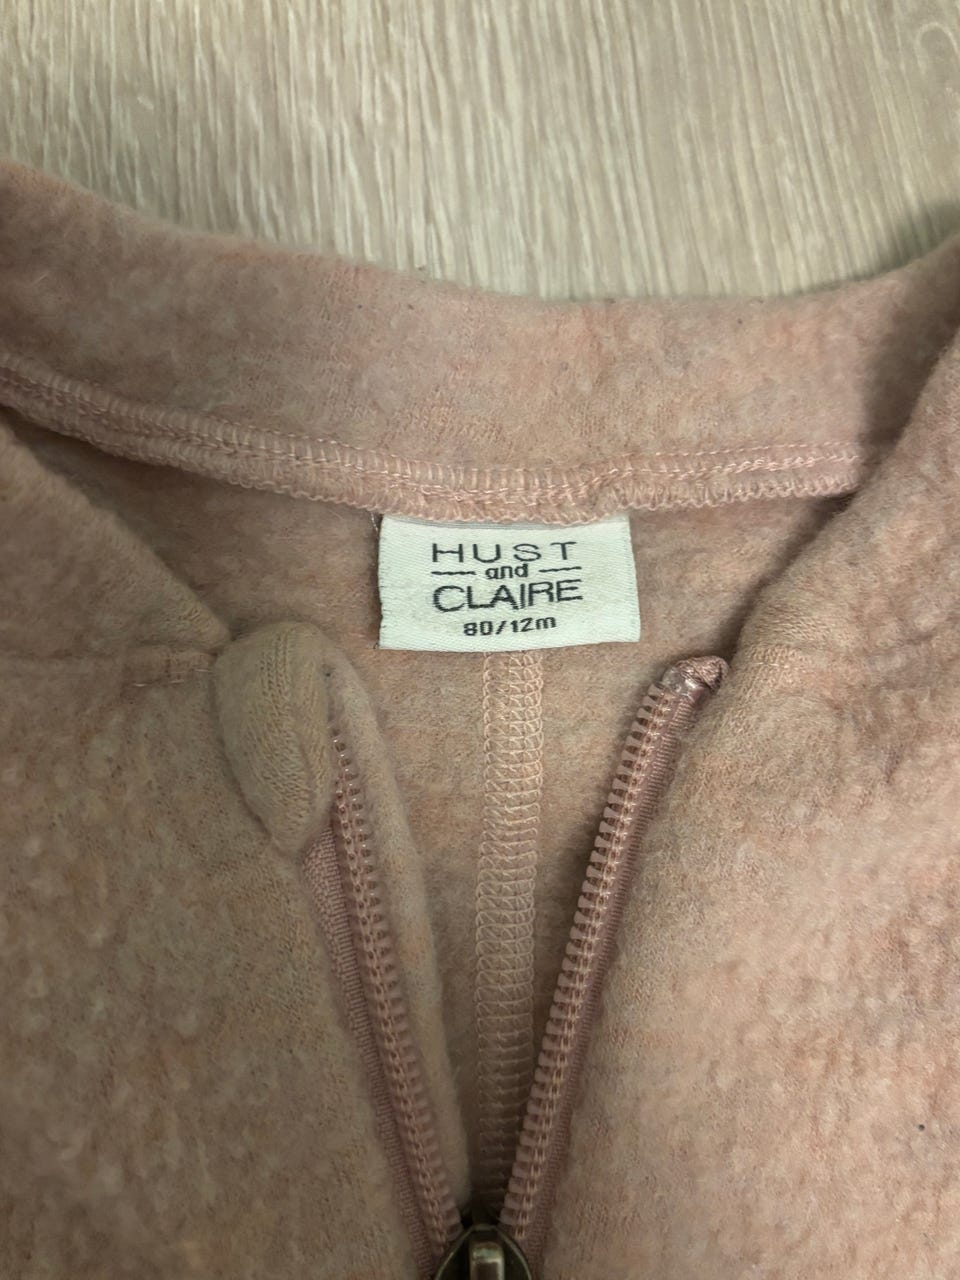 HUST
and
CLAIRE
80/12m